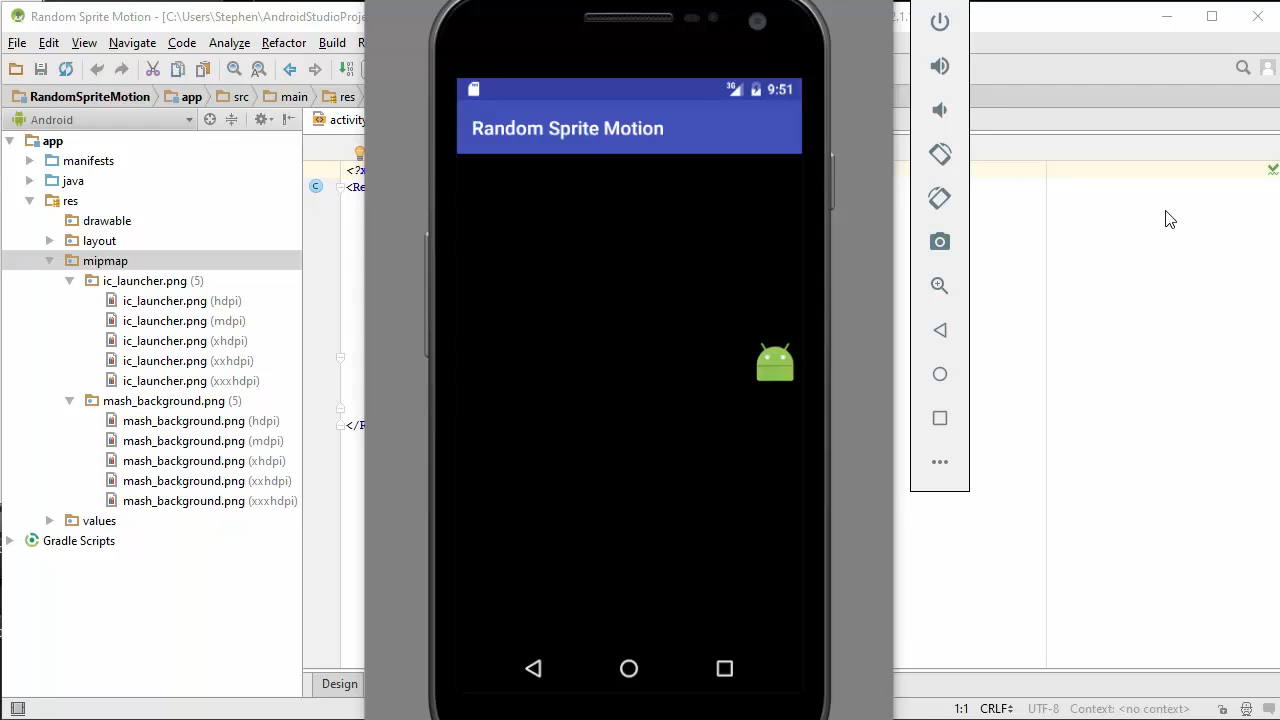 Random Sprite Motion - [C:\Users\Stephen\AndroidStudioProje
File Edit View Navigate Code Analyze Refactor Build
RandomSpriteMotion app src main res
Android
activity
app
manifests
java
res
drawable
layout
mipmap
ic_launcher.png (5)
ic_launcher.png (hdpi)
ic_launcher.png (mdpi)
ic_launcher.png (xhdpi)
ic_launcher.png (xxhdpi)
ic_launcher.png (xxxhdpi)
mash_background.png (5)
mash_background.png (hdpi)
mash_background.png (mdpi)
mash_background.png (xhdpi)
mash_background.png (xxhdpi)
mash_background.png (xxxhdpi)
values
Gradle Scripts
<?x
<Re
</R
3G 9:51
Random Sprite Motion
Design
1:1 CRLF UTF-8 Context: <no context>